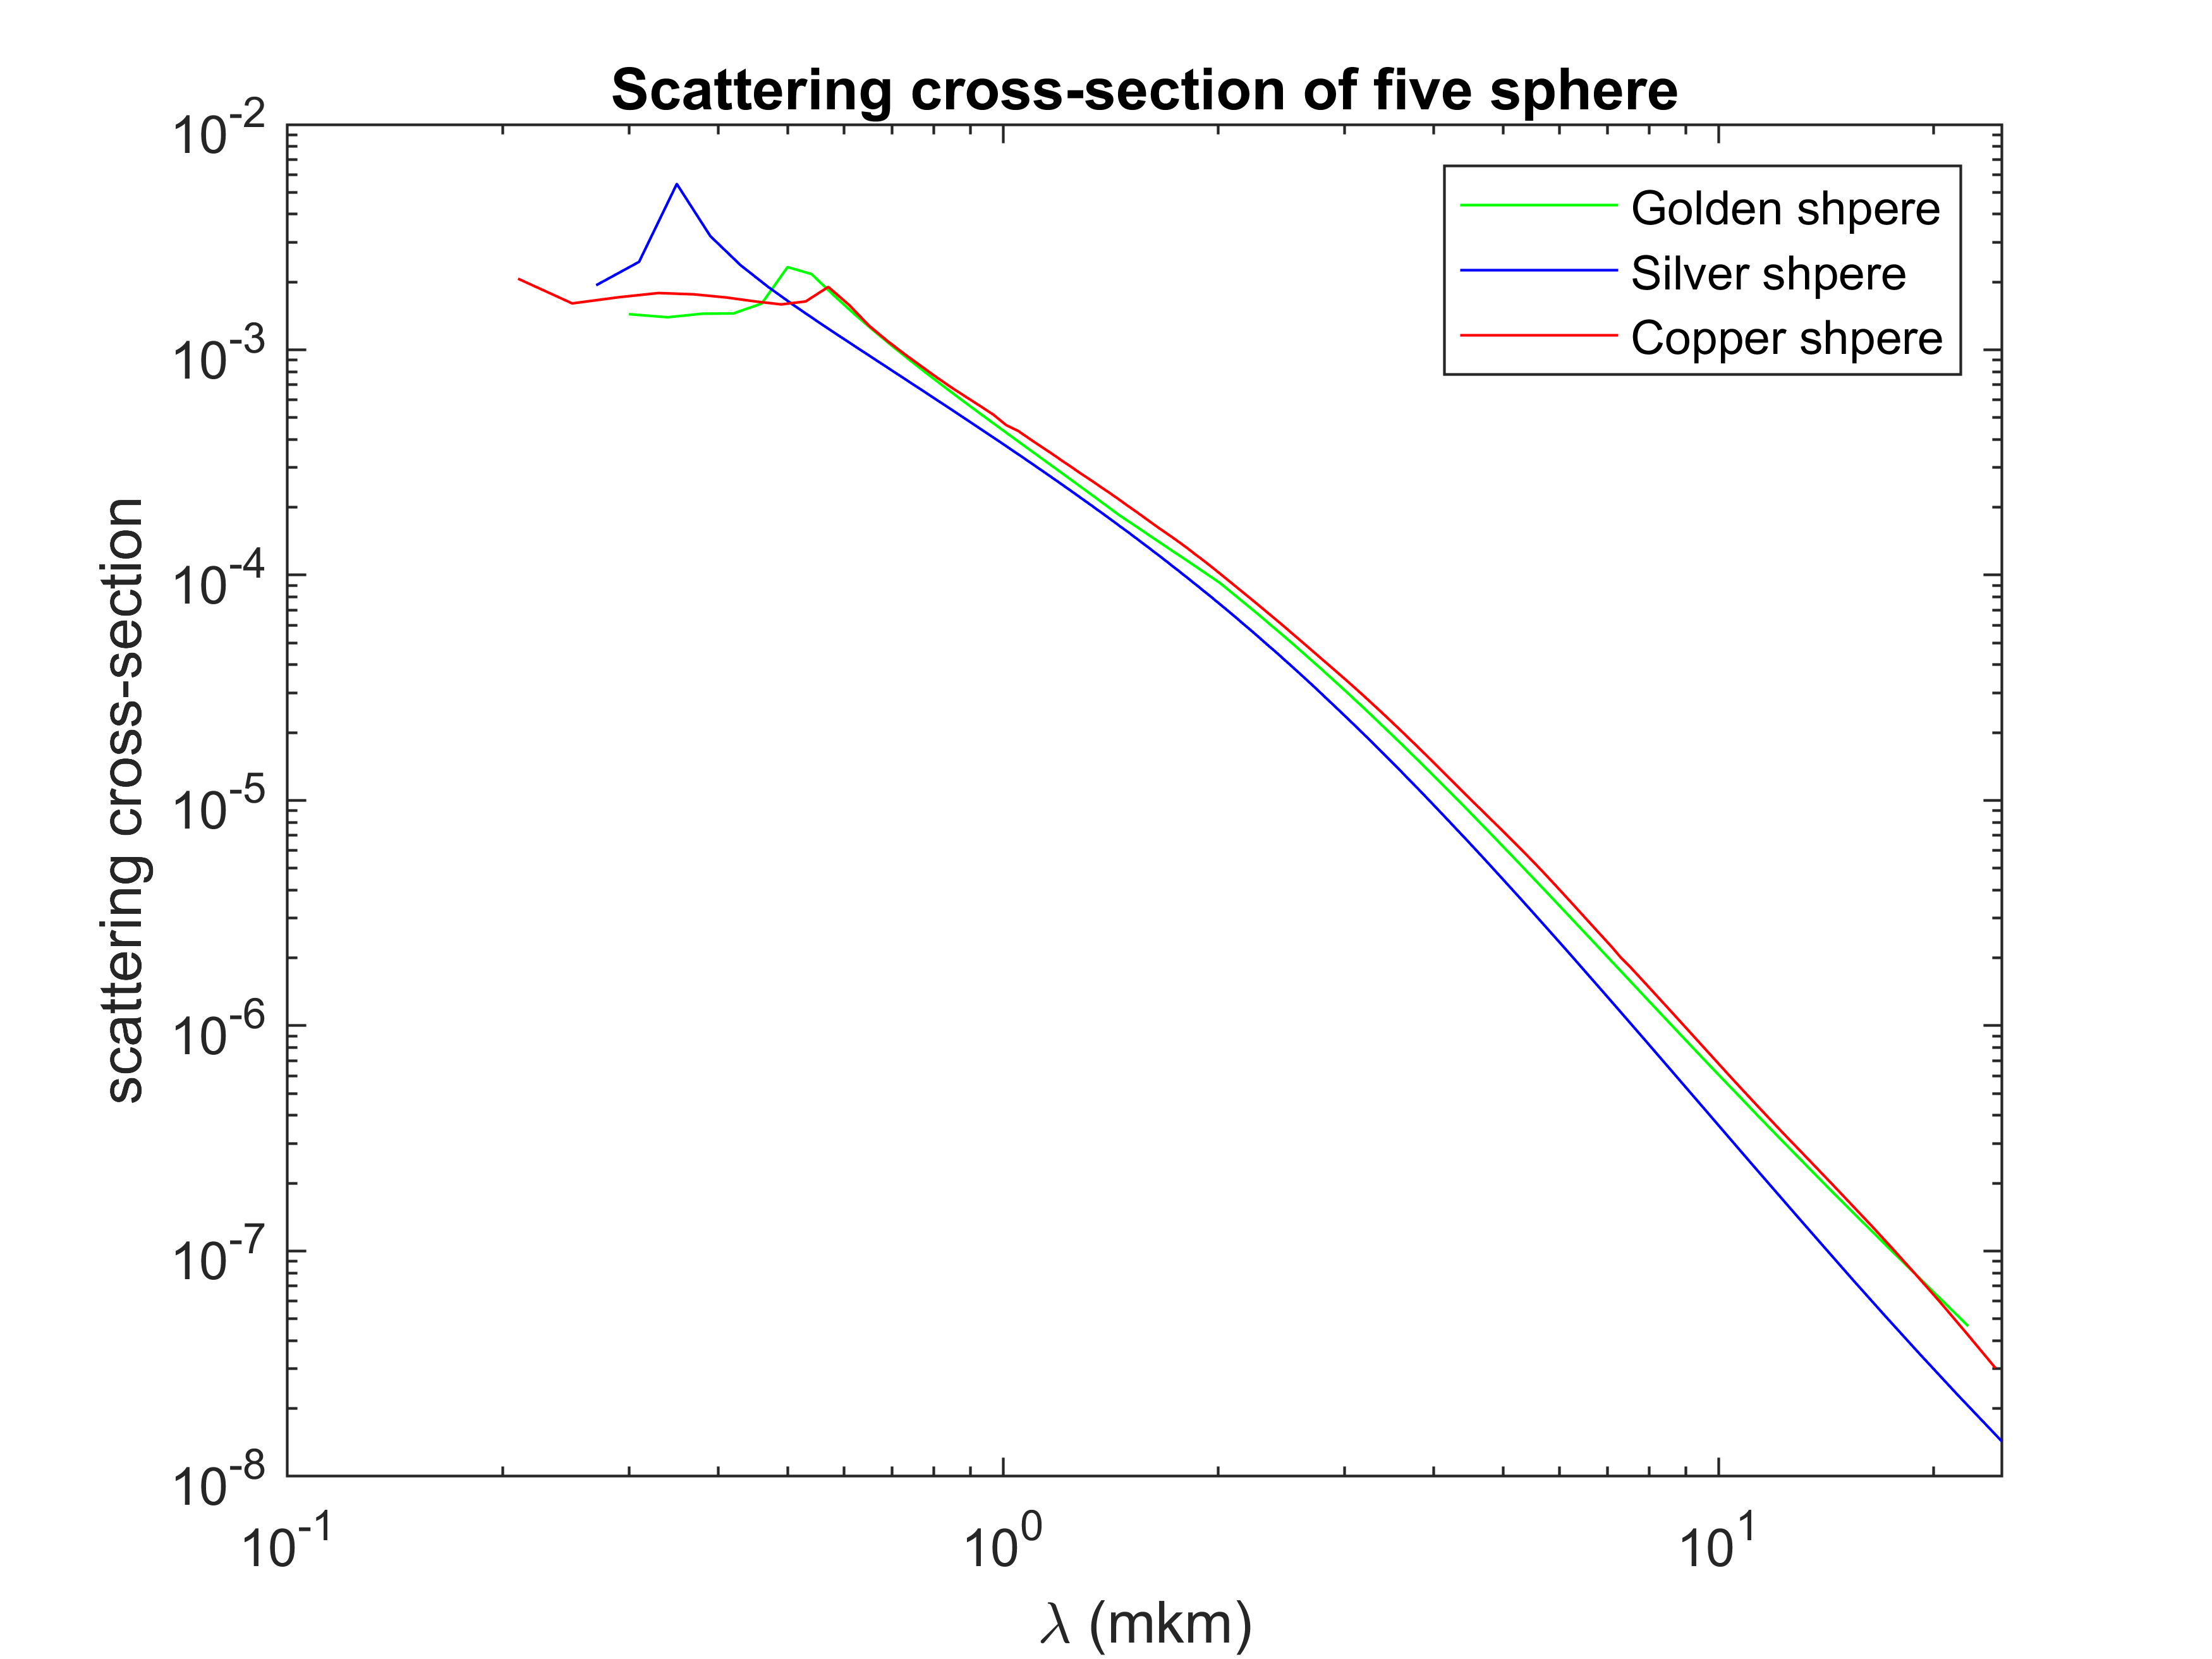 Scattering cross-section of five sphere
10^-2
10^-3
10^-4
10^-5
10^-6
10^-7
10^-8
scattering cross-section
Golden shpere
Silver shpere
Copper shpere
10^-1
10^0
10^1
λ (mkm)